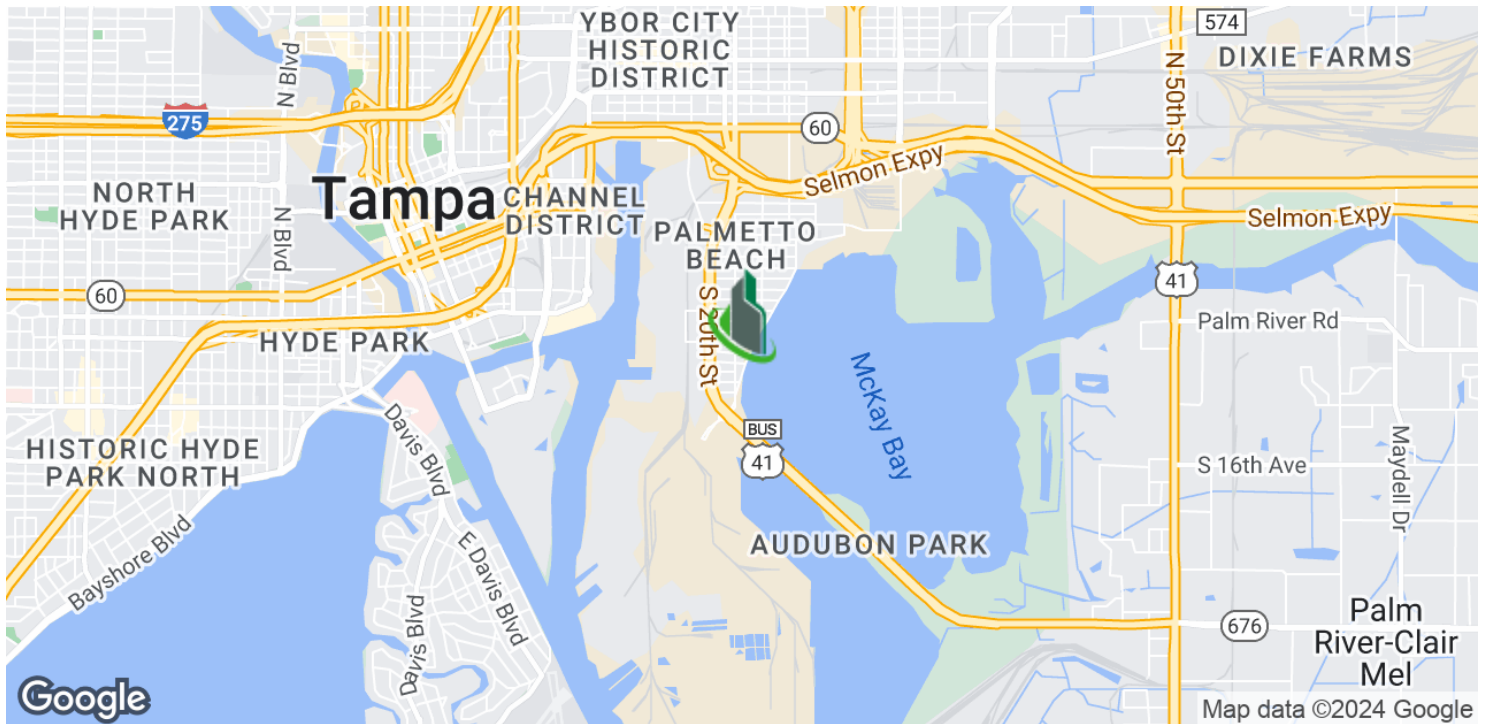 YBOR CITY
HISTORIC
DISTRICT
574
DIXIE FARMS
N Blvd
N 50th St
275
60
Selmon Expy
NORTH
HYDE PARK
Tampa
CHANNEL
DISTRICT
N Blvd
PALMETTO
BEACH
Selmon Expy
60
41
S 20th St
Palm River Rd
HYDE PARK
McKay Bay
Davis Blvd
BUS
41
HISTORIC HYDE
PARK NORTH
S 16th Ave
Maydell Dr
Bayshore Blvd
E Davis Blvd
AUDUBON PARK
Davis Blvd
676
Palm
River-Clair
Mel
Google
Map data ©2024 Google